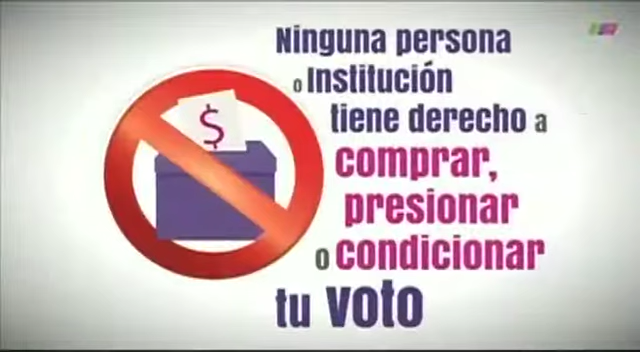 Ninguna persona
o Institución
tiene derecho a
comprar,
presionar
o condicionar
tu voto
$